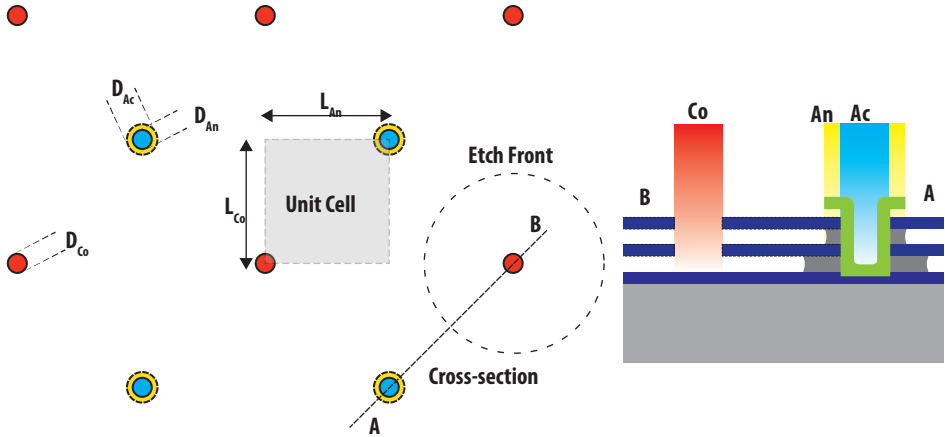 D_Ac
D_An
L_An
Co
An
Ac
Etch Front
B
A
L_Co
Unit Cell
B
D_Co
Cross-section
A